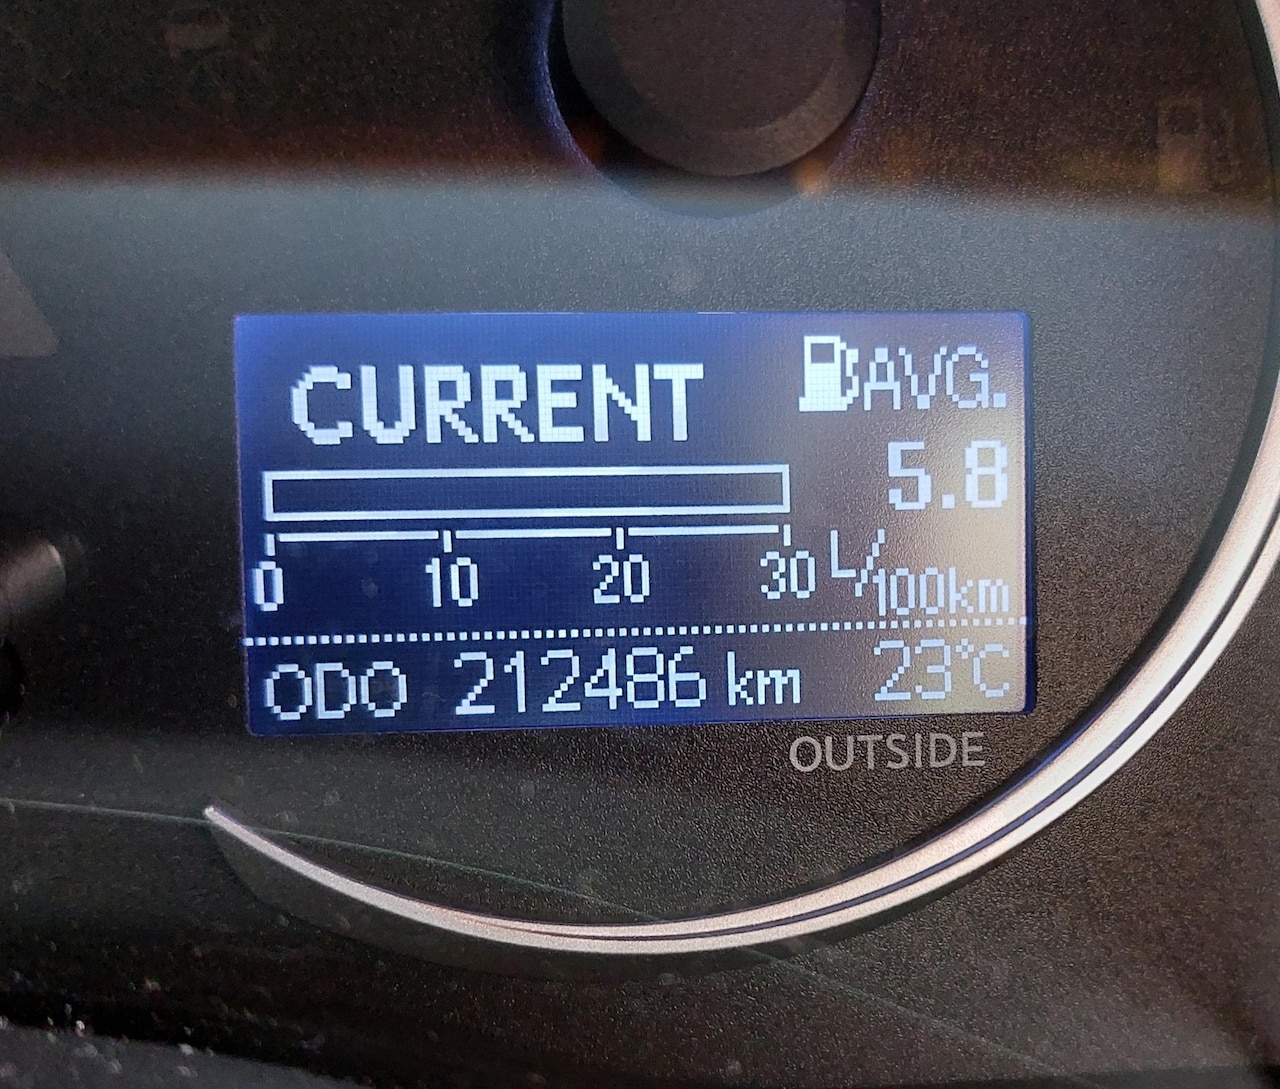 CURRENT
AVG.
5.8
0 10 20 30
L/100km
ODO 212486 km 23°C
OUTSIDE